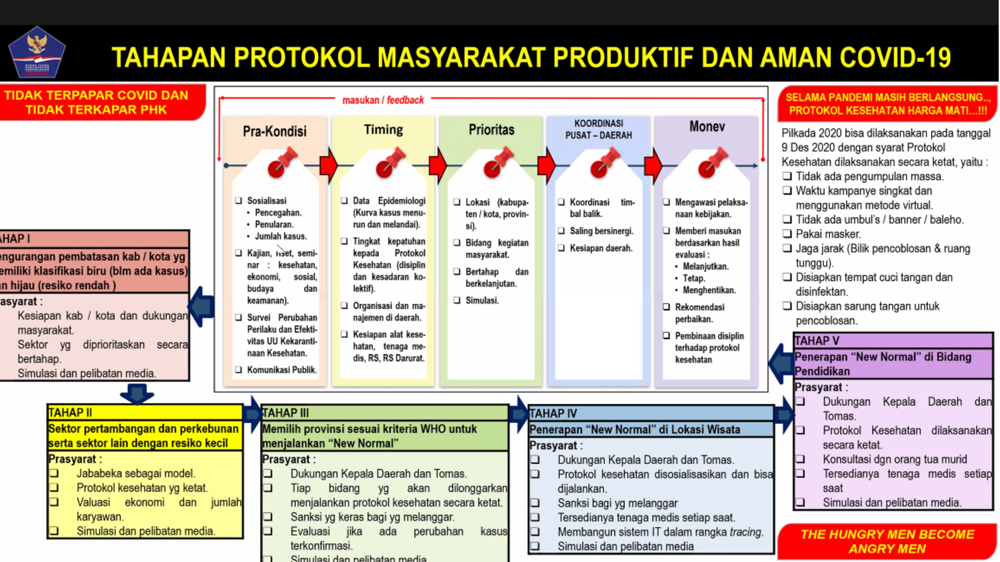 TAHAPAN PROTOKOL MASYARAKAT PRODUKTIF DAN AMAN COVID-19
GUGUS TUGAS
PERCEPATAN
PENANGANAN
COVID-19
TIDAK TERPAPAR COVID DAN
TIDAK TERKAPAR PHK
masukan / feedback
Pra-Kondisi
❑ Sosialisasi
• Pencegahan.
• Penularan.
• Jumlah kasus.
❑ Kajian, riset, semi-
nar : kesehatan,
ekonomi, sosial,
budaya dan
keamanan).
❑ Survei Perubahan
Perilaku dan Efekti-
vitas UU Kekaranti-
naan Kesehatan.
❑ Komunikasi Publik.
Timing
❑ Data Epidemiologi
(Kurva kasus menu-
run dan melandai).
❑ Tingkat kepatuhan
kepada Protokol
Kesehatan (disiplin
dan kesadaran ko-
lektif).
❑ Organisasi dan ma-
najemen di daerah.
❑ Kesiapan alat kese-
hatan, tenaga me-
dis, RS, RS Darurat.
Prioritas
❑ Lokasi (kabupa-
ten / kota, provin-
si).
❑ Bidang kegiatan
masyarakat.
❑ Bertahap dan
berkelanjutan.
❑ Simulasi.
KOORDINASI
PUSAT – DAERAH
❑ Koordinasi tim-
bal balik.
❑ Saling bersinergi.
❑ Kesiapan daerah.
Monev
❑ Mengawasi pelaksa-
naan kebijakan.
❑ Memberi masukan
berdasarkan hasil
evaluasi :
• Melanjutkan.
• Tetap.
• Menghentikan.
❑ Rekomendasi
perbaikan.
❑ Pembinaan disiplin
terhadap protokol
kesehatan
SELAMA PANDEMI MASIH BERLANGSUNG..,
PROTOKOL KESEHATAN HARGA MATI...!!!
Pilkada 2020 bisa dilaksanakan pada tanggal
9 Des 2020 dengan syarat Protokol
Kesehatan dilaksanakan secara ketat, yaitu :
❑ Tidak ada pengumpulan massa.
❑ Waktu kampanye singkat dan
menggunakan metode virtual.
❑ Tidak ada umbul's / banner / baleho.
❑ Pakai masker.
❑ Jaga jarak (Bilik pencoblosan & ruang
tunggu).
❑ Disiapkan tempat cuci tangan dan
disinfektan.
❑ Disiapkan sarung tangan untuk
pencoblosan.
AHAP I
engurangan pembatasan kab / kota yg
emiliki klasifikasi biru (blm ada kasus)
an hijau (resiko rendah )
rasyarat :
Kesiapan kab / kota dan dukungan
masyarakat.
Sektor yg diprioritaskan secara
bertahap.
Simulasi dan pelibatan media.
TAHAP II
Sektor pertambangan dan perkebunan
serta sektor lain dengan resiko kecil
Prasyarat :
❑ Jababeka sebagai model.
❑ Protokol kesehatan yg ketat.
❑ Valuasi ekonomi dan jumlah
karyawan.
❑ Simulasi dan pelibatan media.
TAHAP III
Memilih provinsi sesuai kriteria WHO untuk
menjalankan “New Normal”
Prasyarat :
❑ Dukungan Kepala Daerah dan Tomas.
❑ Tiap bidang yg akan dilonggarkan
menjalankan protokol kesehatan secara ketat.
❑ Sanksi yg keras bagi yg melanggar.
❑ Evaluasi jika ada perubahan kasus
terkonfirmasi.
❑ Simulasi dan pelibatan media
TAHAP IV
Penerapan “New Normal” di Lokasi Wisata
Prasyarat :
❑ Dukungan Kepala Daerah dan Tomas.
❑ Protokol kesehatan disosialisasikan dan bisa
dijalankan.
❑ Sanksi bagi yg melanggar
❑ Tersedianya tenaga medis setiap saat.
❑ Membangun sistem IT dalam rangka tracing.
❑ Simulasi dan pelibatan media
TAHAP V
Penerapan “New Normal” di Bidang
Pendidikan
Prasyarat :
❑ Dukungan Kepala Daerah dan
Tomas.
❑ Protokol Kesehatan dilaksanakan
secara ketat.
❑ Konsultasi dgn orang tua murid
❑ Tersedianya tenaga medis setiap
saat
❑ Simulasi dan pelibatan media.
THE HUNGRY MEN BECOME
ANGRY MEN